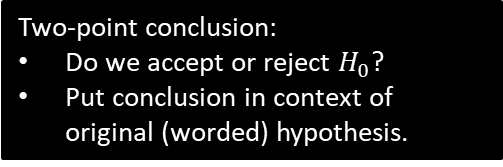 Two-point conclusion:
• Do we accept or reject H₀?
• Put conclusion in context of
original (worded) hypothesis.